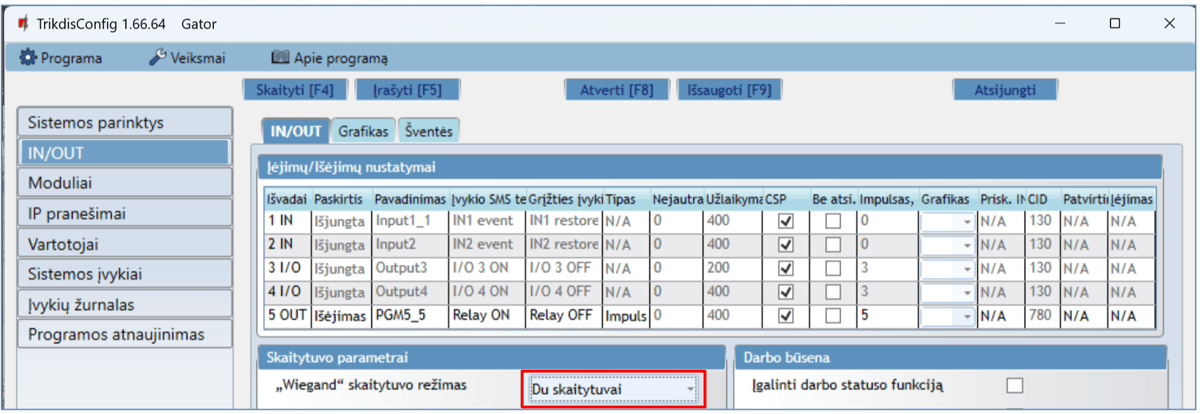 TrikdisConfig 1.66.64 Gator
Programa Veiksmai Apie programą
Skaityti [F4] Įrašyti [F5] Atverti [F8] Išsaugoti [F9] Atsijungti
Sistemos parinktys
IN/OUT
Moduliai
IP pranešimai
Vartotojai
Sistemos įvykiai
Įvykių žurnalas
Programos atnaujinimas
IN/OUT Grafikas Šventės
Įėjimų/Išėjimų nustatymai
Išvadai Paskirtis Pavadinimas Įvykio SMS te Grįžties įvyki Tipas Nejautra Užlaikyma CSP Be atsi. Impulsas, Grafikas Prisk. IN CID Patvirti Įėjimas
1 IN Išjungta Input1_1 IN1 event IN1 restore N/A 0 400 0 N/A 130 N/A N/A
2 IN Išjungta Input2 IN2 event IN2 restore N/A 0 400 0 N/A 130 N/A N/A
3 I/O Išjungta Output3 I/O 3 ON I/O 3 OFF N/A 0 200 3 N/A 130 N/A N/A
4 I/O Išjungta Output4 I/O 4 ON I/O 4 OFF N/A 0 400 3 N/A 130 N/A N/A
5 OUT Išėjimas PGM5_5 Relay ON Relay OFF Impuls 0 400 5 N/A 780 N/A N/A
Skaitytuvo parametrai
„Wiegand“ skaitytuvo režimas Du skaitytuvai
Darbo būsena
Įgalinti darbo statuso funkciją